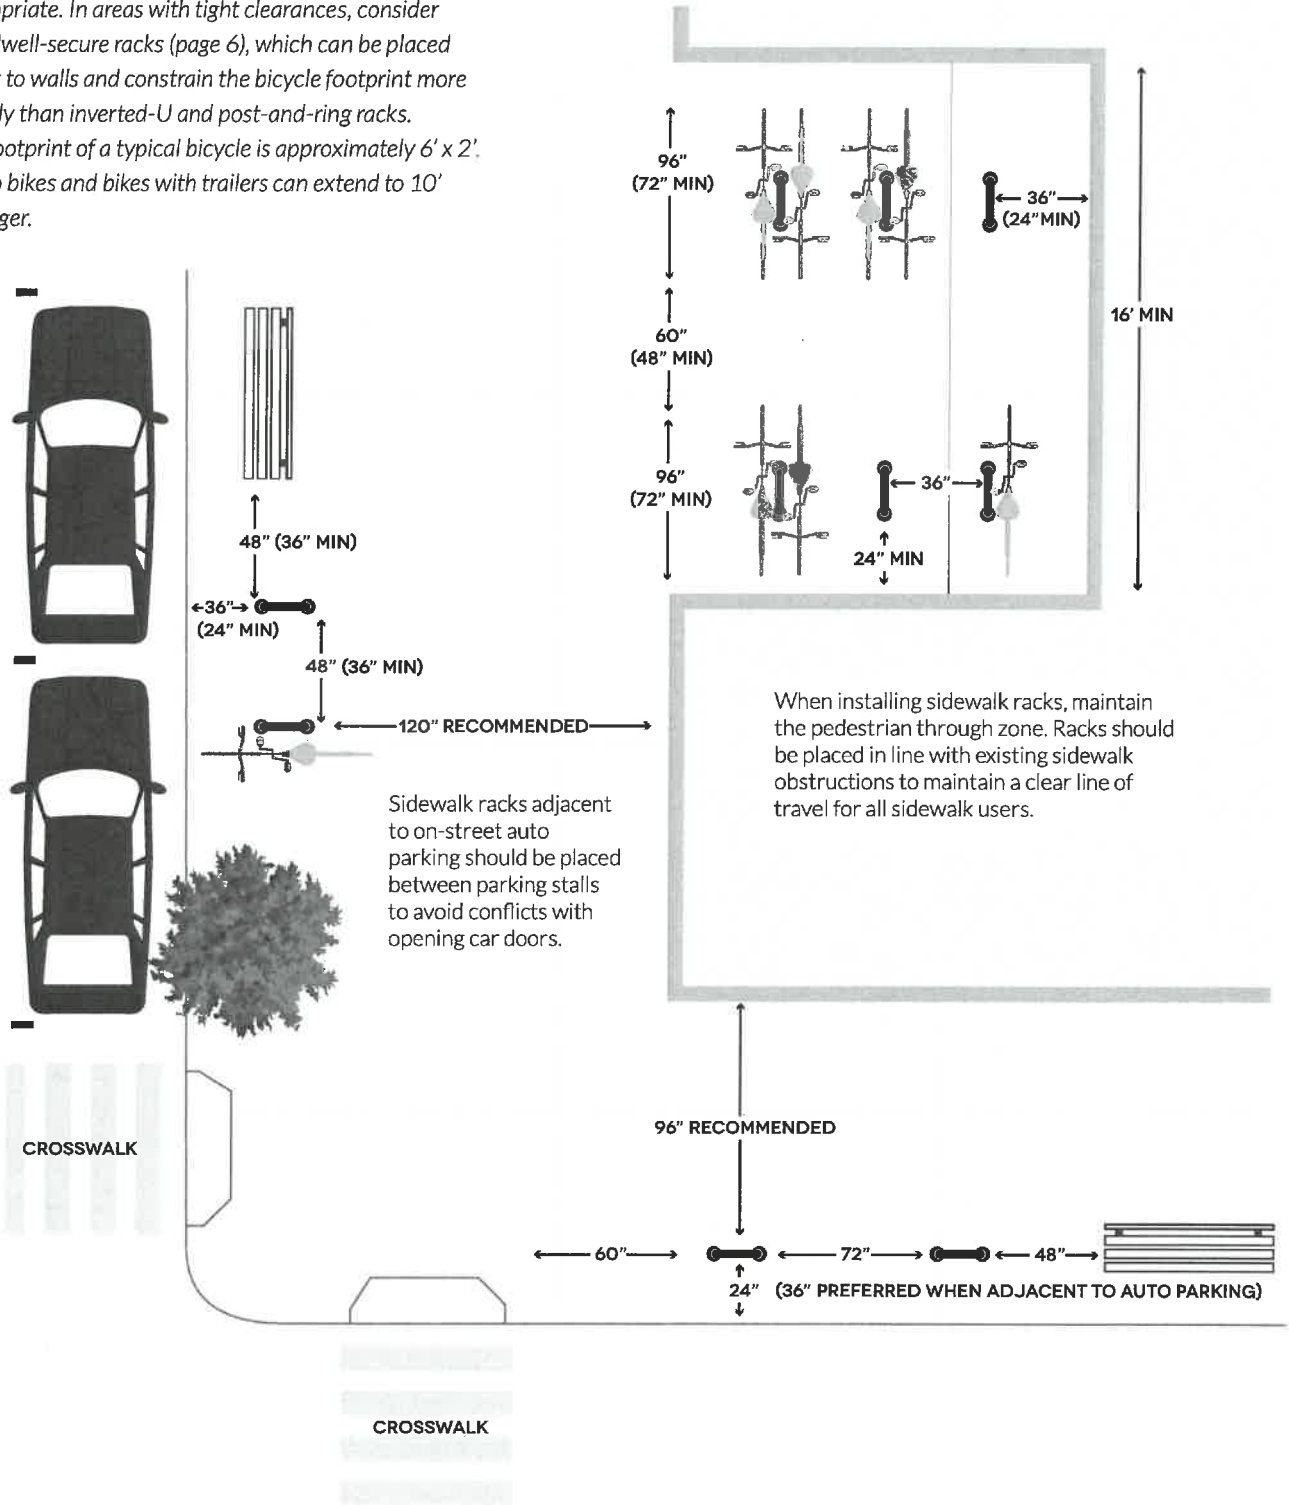 opriate. In areas with tight clearances, consider
well-secure racks (page 6), which can be placed
to walls and constrain the bicycle footprint more
than inverted-U and post-and-ring racks.
footprint of a typical bicycle is approximately 6' x 2'.
bikes and bikes with trailers can extend to 10'
ger.
96"
(72" MIN)
36"
(24"MIN)
16' MIN
60"
(48" MIN)
96"
(72" MIN)
36"
24" MIN
48" (36" MIN)
36"
(24" MIN)
48" (36" MIN)
120" RECOMMENDED
When installing sidewalk racks, maintain
the pedestrian through zone. Racks should
be placed in line with existing sidewalk
obstructions to maintain a clear line of
travel for all sidewalk users.
Sidewalk racks adjacent
to on-street auto
parking should be placed
between parking stalls
to avoid conflicts with
opening car doors.
96" RECOMMENDED
CROSSWALK
60"
72"
48"
24" (36" PREFERRED WHEN ADJACENT TO AUTO PARKING)
CROSSWALK